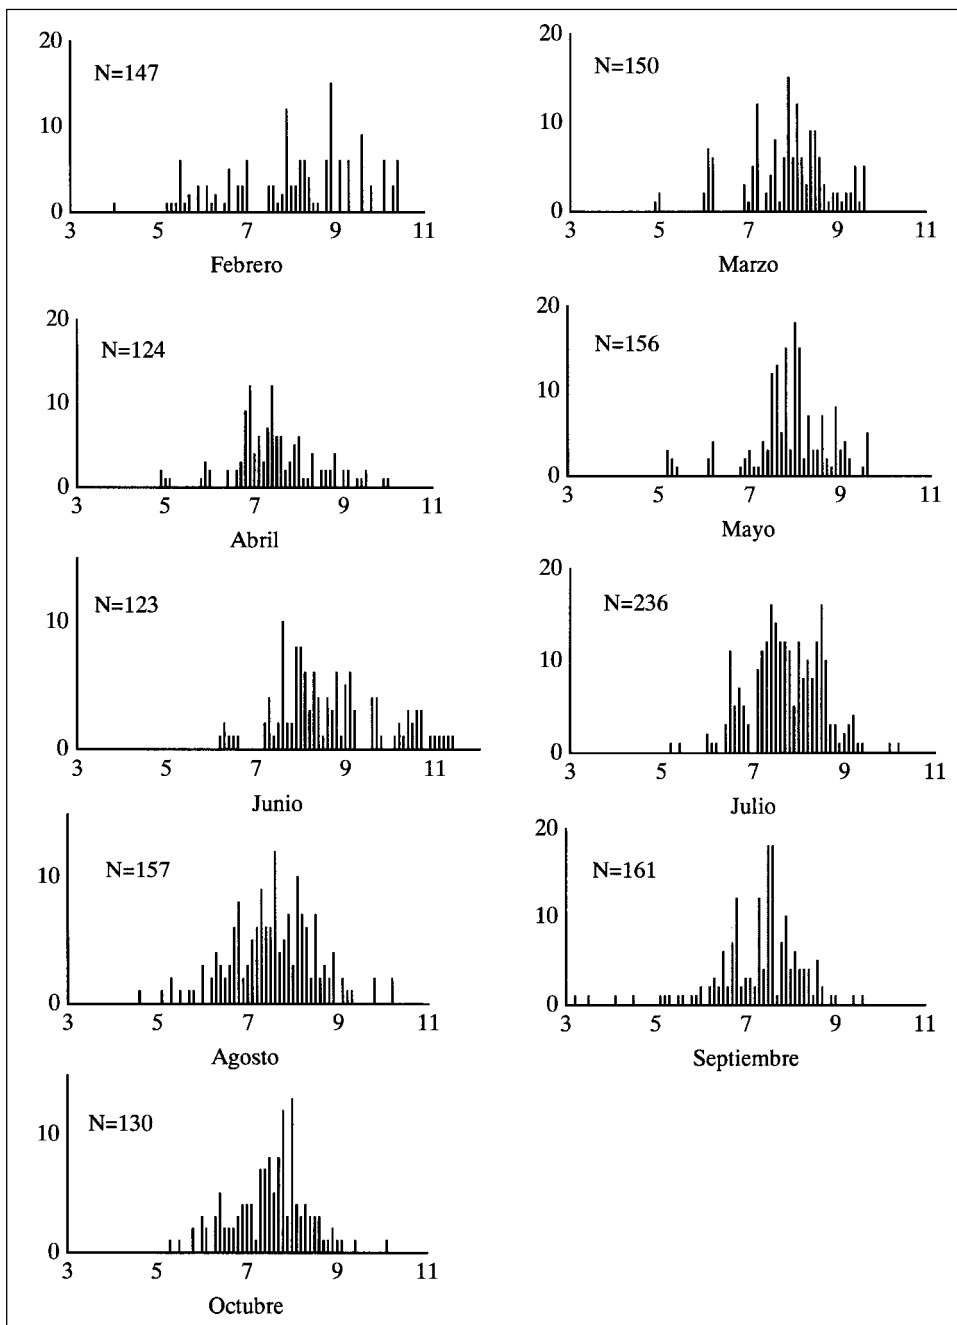 20
N=147
10
0
3 5 7 9 11
Febrero
20
N=150
10
0
3 5 7 9 11
Marzo
20
N=124
10
0
3 5 7 9 11
Abril
20
N=156
10
0
3 5 7 9 11
Mayo
N=123
10
0
3 5 7 9 11
Junio
20
N=236
10
0
3 5 7 9 11
Julio
N=157
10
0
3 5 7 9 11
Agosto
20
N=161
10
0
3 5 7 9 11
Septiembre
N=130
10
0
3 5 7 9 11
Octubre